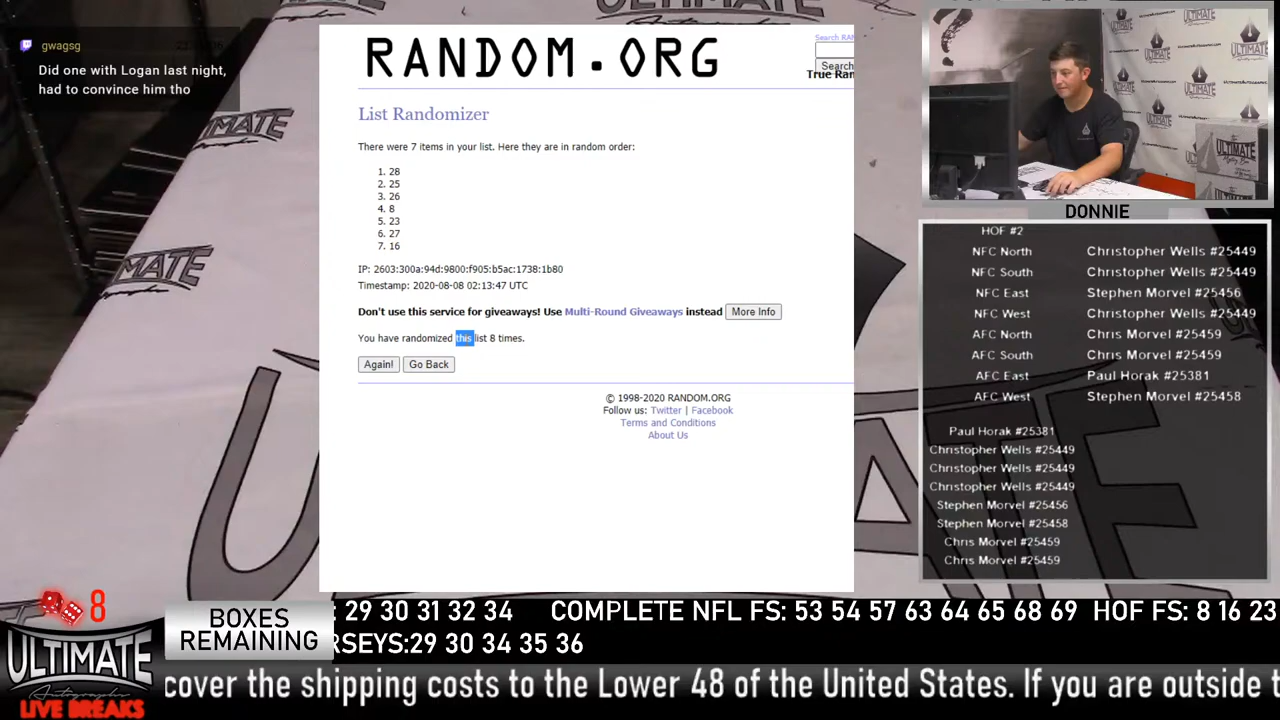 gwagsg
Did one with Logan last night,
had to convince him tho
RANDOM.ORG
Search RAN
Search
True Ran
List Randomizer
There were 7 items in your list. Here they are in random order:
1. 28
2. 25
3. 26
4. 8
5. 23
6. 27
7. 16
IP: 2603:300a:94d:9800:f905:b5ac:1738:1b80
Timestamp: 2020-08-08 02:13:47 UTC
Don't use this service for giveaways! Use Multi-Round Giveaways instead More Info
You have randomized this list 8 times.
Again! Go Back
© 1998-2020 RANDOM.ORG
Follow us: Twitter | Facebook
Terms and Conditions
About Us
DONNIE
HOF #2
NFC North Christopher Wells #25449
NFC South Christopher Wells #25449
NFC East Stephen Morvel #25456
NFC West Christopher Wells #25449
AFC North Chris Morvel #25459
AFC South Chris Morvel #25459
AFC East Paul Horak #25381
AFC West Stephen Morvel #25458
Paul Horak #25381
Christopher Wells #25449
Christopher Wells #25449
Christopher Wells #25449
Stephen Morvel #25456
Stephen Morvel #25458
Chris Morvel #25459
Chris Morvel #25459
8
BOXES
REMAINING
: 29 30 31 32 34 COMPLETE NFL FS: 53 54 57 63 64 65 68 69 HOF FS: 8 16 23
RSEYS:29 30 34 35 36
ULTIMATE
Autographs
LIVE BREAKS
cover the shipping costs to the Lower 48 of the United States. If you are outside t
ULTIMATE
IMATE
ULTIMATE
ULTIMATE
ULTIMATE